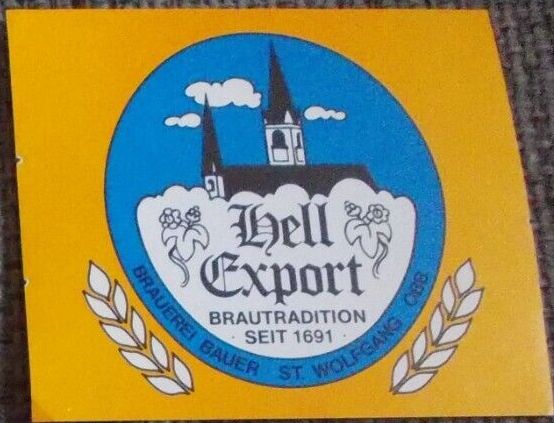 Hell
Export
BRAUTRADITION
· SEIT 1691 ·
BRAUEREI BAUER ST. WOLFGANG · OBB